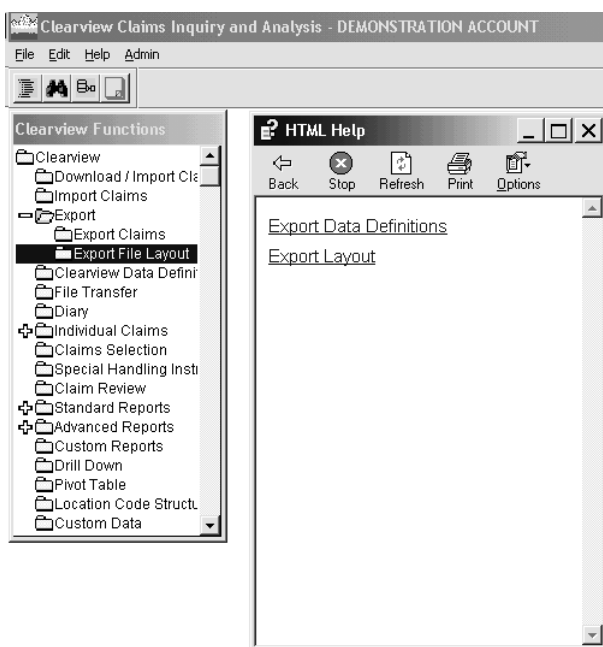 Clearview Claims Inquiry and Analysis - DEMONSTRATION ACCOUNT
File Edit Help Admin
Clearview Functions
Clearview
Download / Import Cla
Import Claims
Export
Export Claims
Export File Layout
Clearview Data Definit
File Transfer
Diary
Individual Claims
Claims Selection
Special Handling Instr
Claim Review
Standard Reports
Advanced Reports
Custom Reports
Drill Down
Pivot Table
Location Code Structu
Custom Data
HTML Help
Back Stop Refresh Print Options
Export Data Definitions
Export Layout